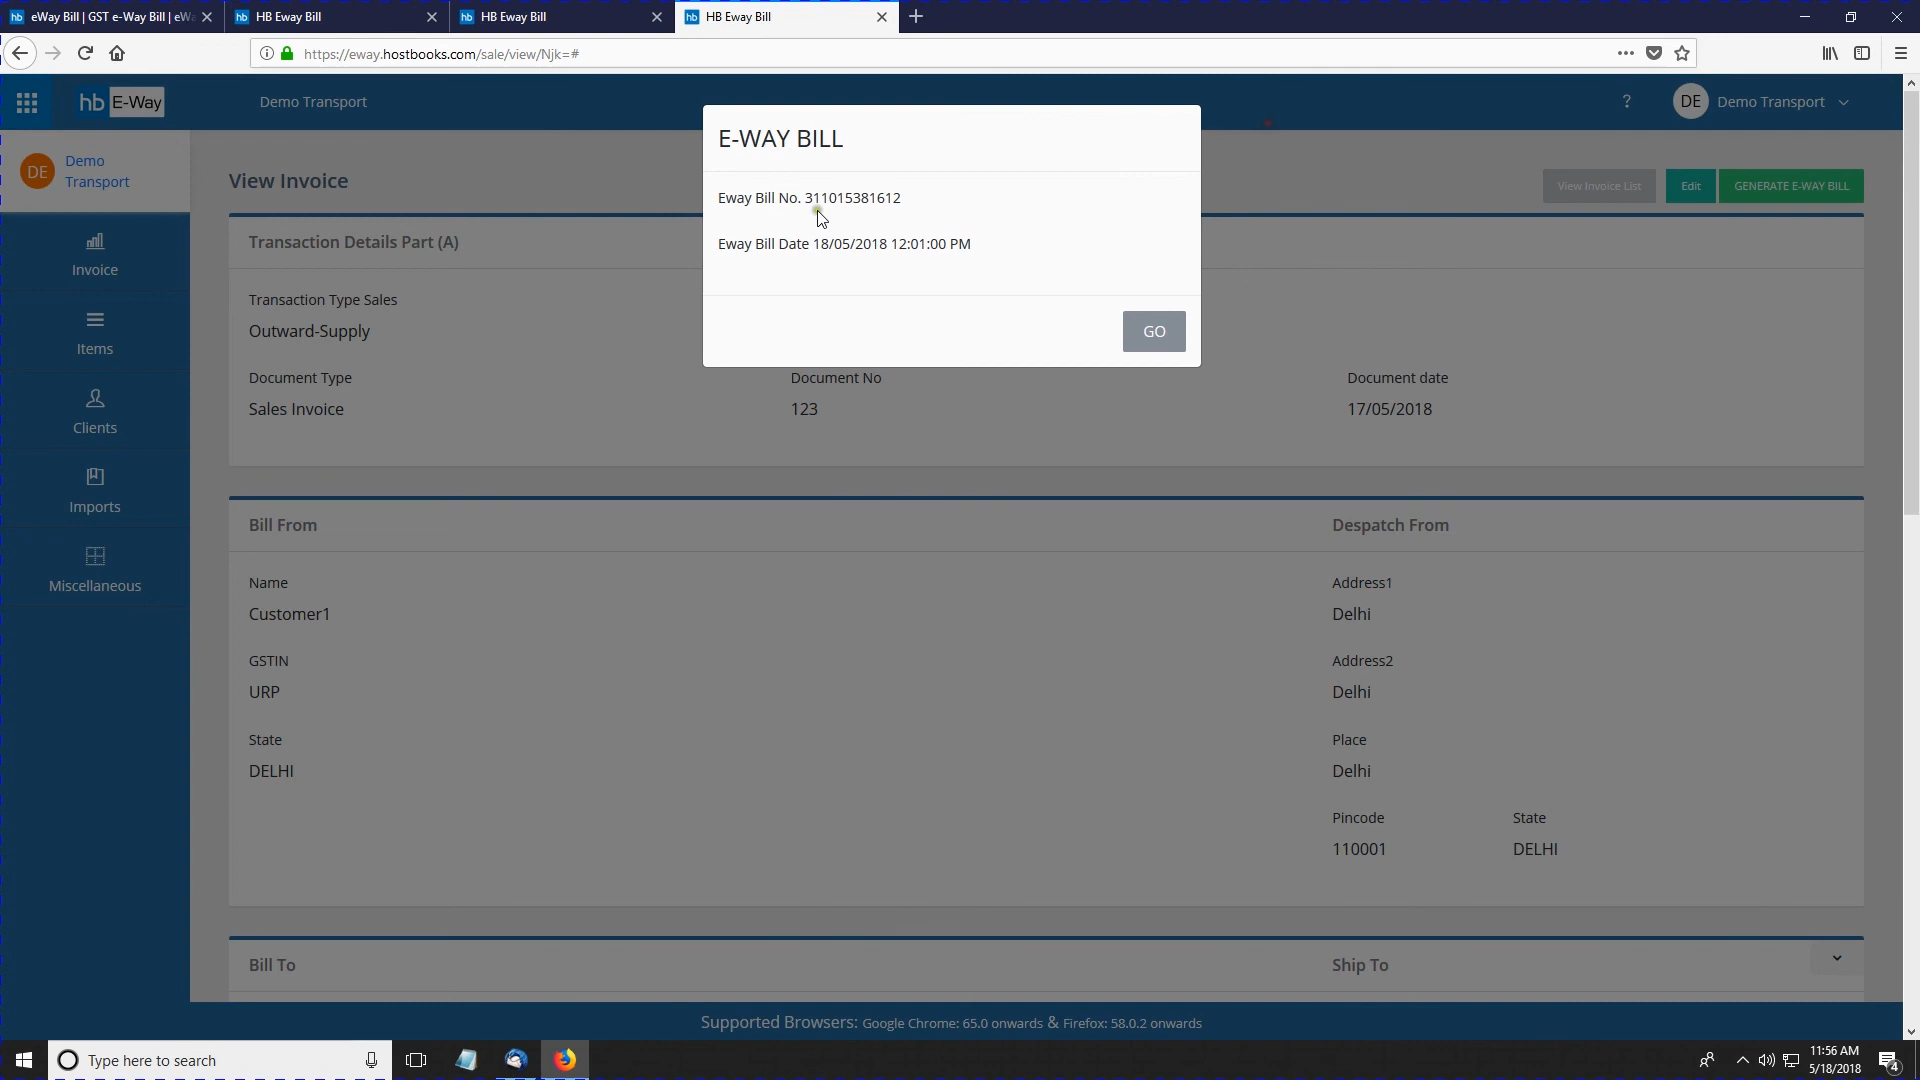 eWay Bill | GST e-Way Bill | eWa
HB Eway Bill
HB Eway Bill
HB Eway Bill
https://eway.hostbooks.com/sale/view/Njk=#
hb E-Way
Demo Transport
?
DE
Demo Transport
DE
Demo
Transport
Invoice
Items
Clients
Imports
Miscellaneous
E-WAY BILL
Eway Bill No. 311015381612
Eway Bill Date 18/05/2018 12:01:00 PM
GO
View Invoice
View Invoice List
Edit
GENERATE E-WAY BILL
Transaction Details Part (A)
Transaction Type Sales
Outward-Supply
Document Type
Document No
Document date
Sales Invoice
123
17/05/2018
Bill From
Despatch From
Name
Address1
Customer1
Delhi
GSTIN
Address2
URP
Delhi
State
Place
DELHI
Delhi
Pincode
State
110001
DELHI
Bill To
Ship To
Supported Browsers: Google Chrome: 65.0 onwards & Firefox: 58.0.2 onwards
Type here to search
11:56 AM
5/18/2018
4